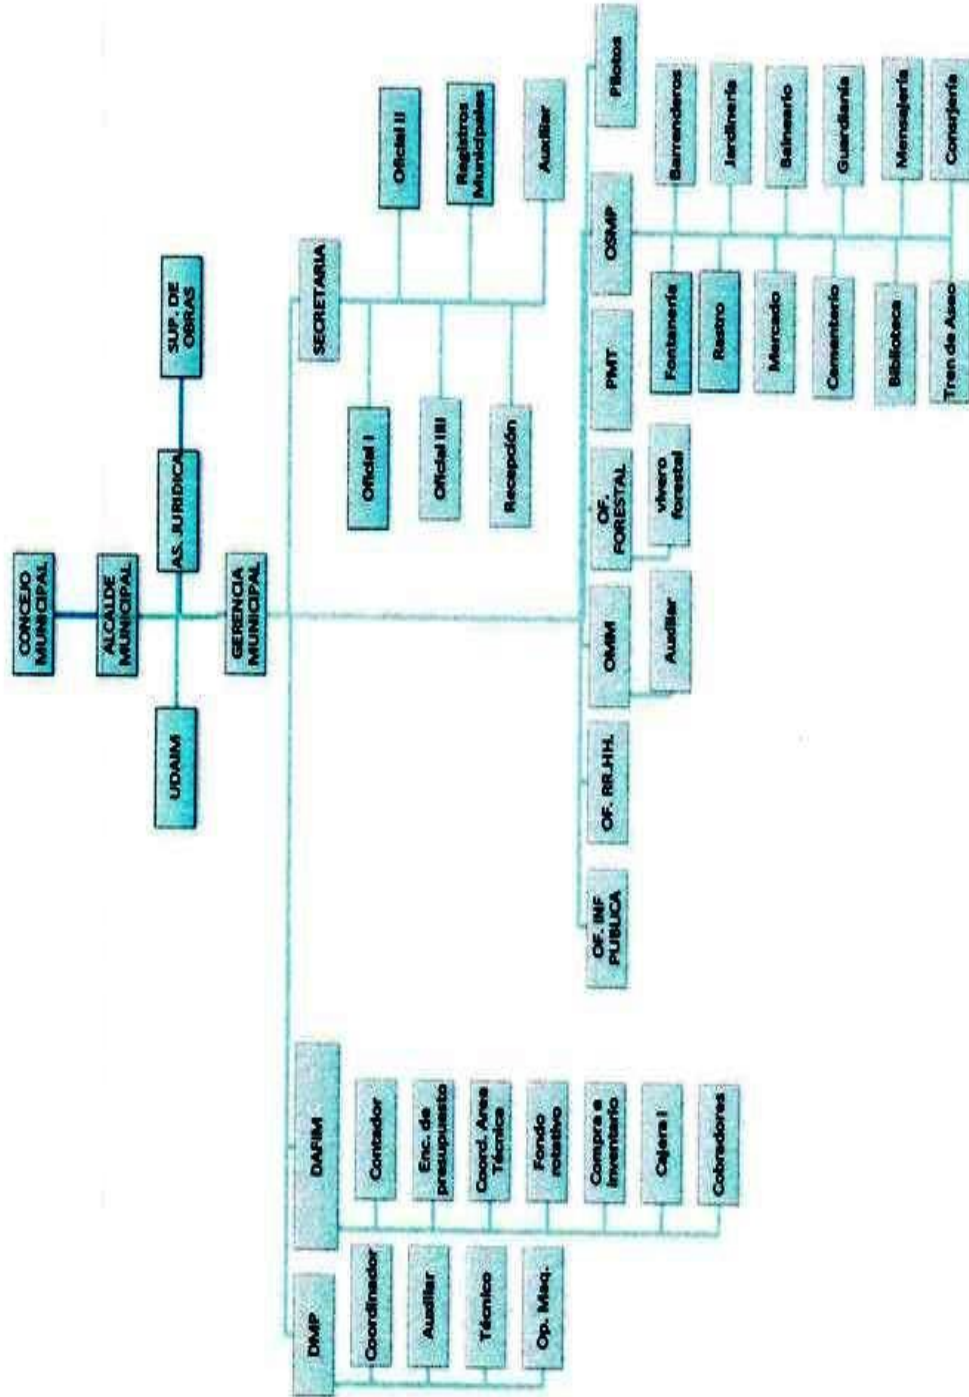 CONCEJO
MUNICIPAL
ALCALDE
MUNICIPAL
UDAIM
AS. JURIDICA
SUP. DE
OBRAS
GERENCIA
MUNICIPAL
DMP
Coordinador
Auxiliar
Técnico
Op. Maq.
DAFIM
Contador
Enc. de
presupuesto
Coord. Area
Técnica
Fondo
rotativo
Compra e
inventario
Cajera I
Cobradores
SECRETARIA
Oficial I
Oficial II
Oficial IIII
Registros
Municipales
Recepción
Auxiliar
OF. INF
PUBLICA
OF. RR.HH.
OMM
Auxiliar
OF.
FORESTAL
vivero
forestal
PMT
OSMP
Pilotos
Fontanería
Barrenderos
Rastro
Jardinería
Mercado
Balneario
Cementerio
Guardianía
Biblioteca
Mensajería
Tren de Aseo
Conserjería